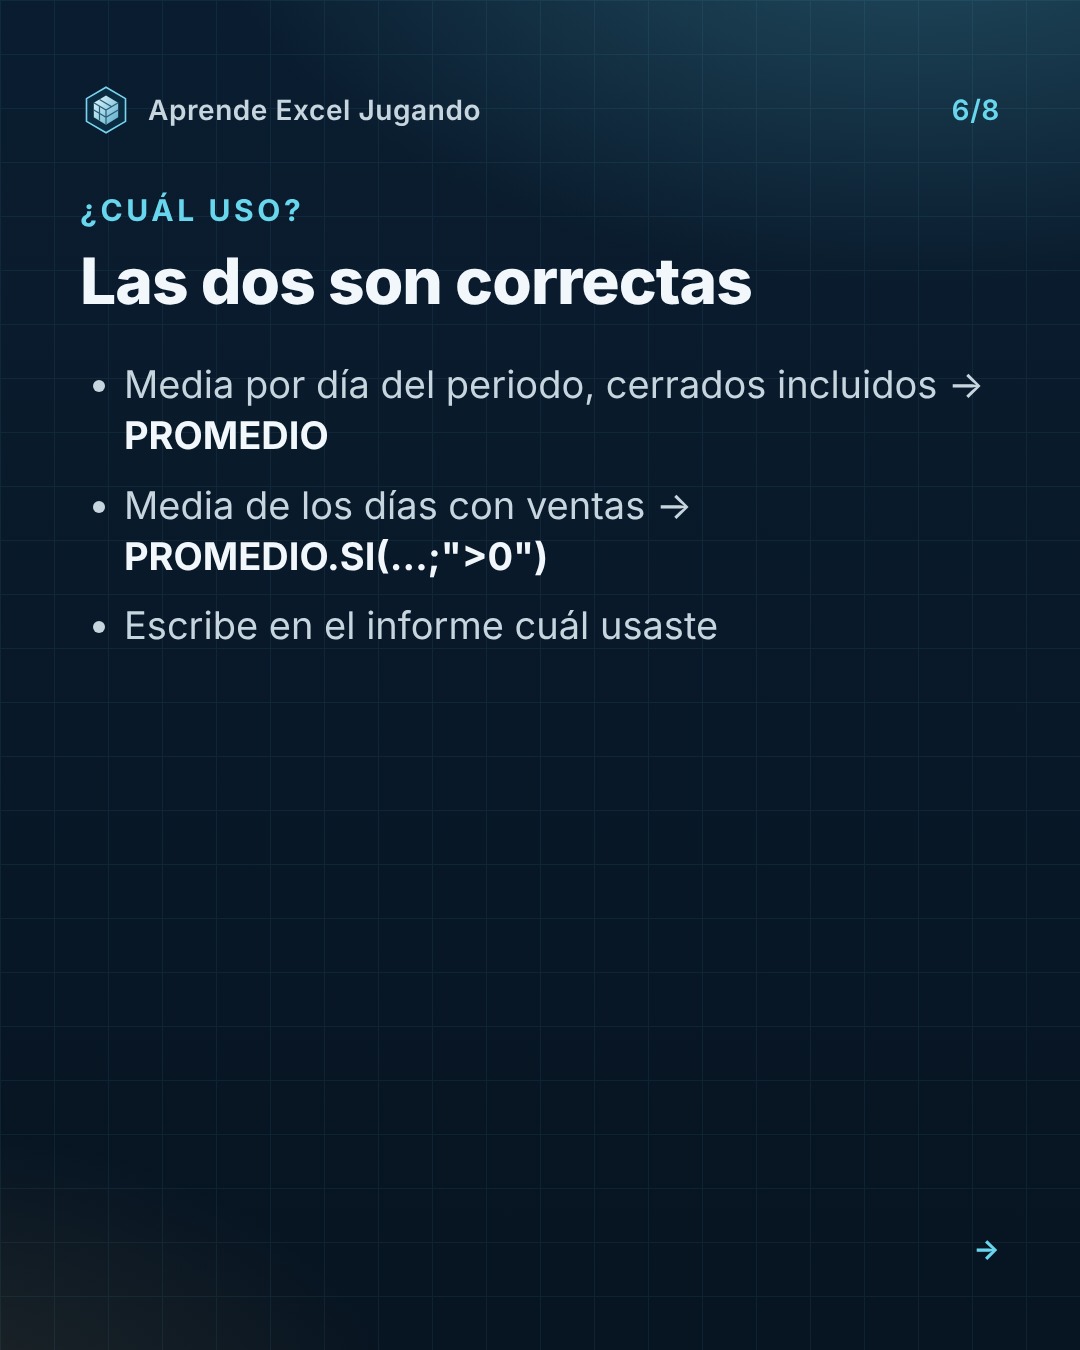 Aprende Excel Jugando
6/8
¿CUÁL USO?
Las dos son correctas
• Media por día del periodo, cerrados incluidos →
PROMEDIO
• Media de los días con ventas →
PROMEDIO.SI(...;">0")
• Escribe en el informe cuál usaste
→